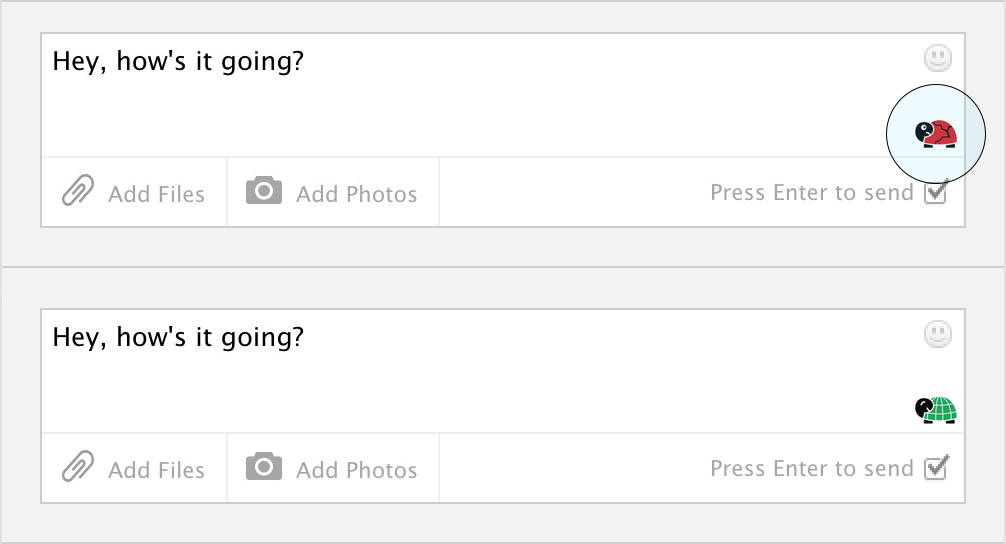 Hey, how's it going?
Add Files
Add Photos
Press Enter to send
Hey, how's it going?
Add Files
Add Photos
Press Enter to send